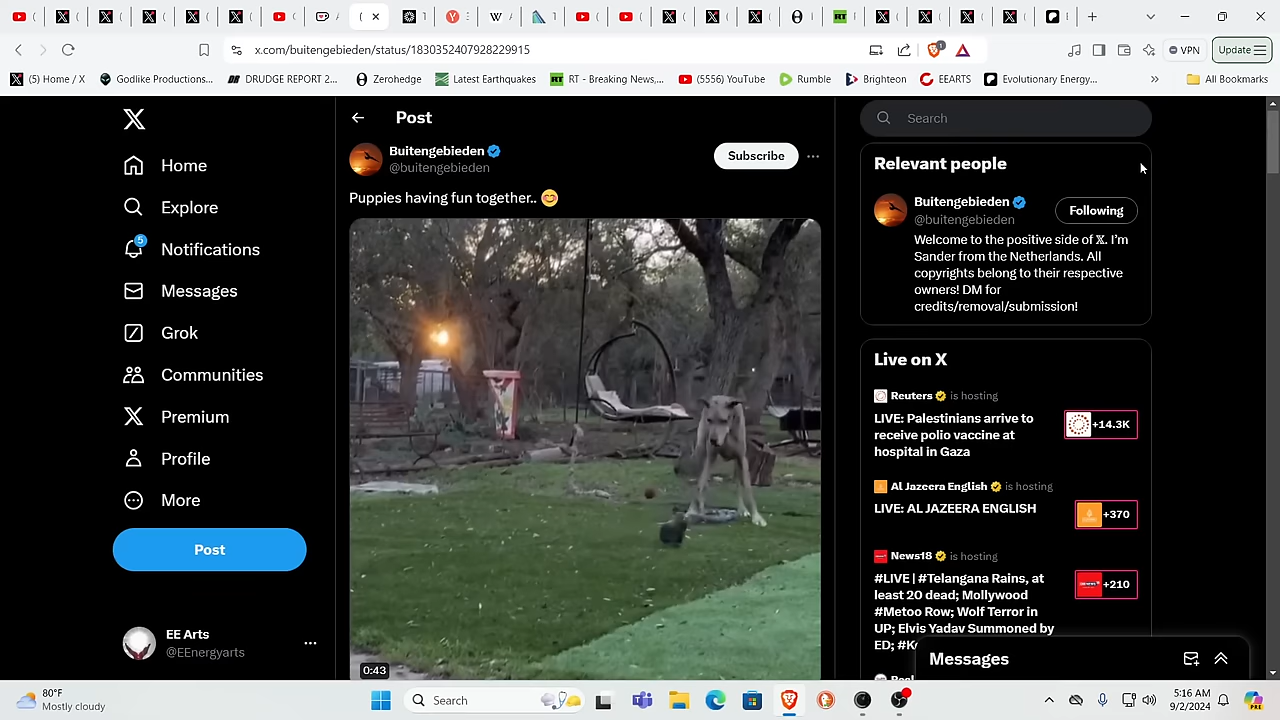 x.com/buitengebieden/status/1830352407928229915
VPN
Update
(5) Home / X
Godlike Productions...
DRUDGE REPORT 2...
Zerohedge
Latest Earthquakes
RT - Breaking News,...
(5556) YouTube
Rumble
Brighteon
EEARTS
Evolutionary Energy...
All Bookmarks
Home
Explore
5
Notifications
Messages
Grok
Communities
Premium
Profile
More
Post
EE Arts
@EEnergyarts
Post
Buitengebieden
@buitengebieden
Subscribe
Puppies having fun together.. 😊
0:43
Search
Relevant people
Buitengebieden
@buitengebieden
Following
Welcome to the positive side of 𝕏. I'm
Sander from the Netherlands. All
copyrights belong to their respective
owners! DM for
credits/removal/submission!
Live on X
Reuters is hosting
LIVE: Palestinians arrive to
receive polio vaccine at
hospital in Gaza
+14.3K
Al Jazeera English is hosting
LIVE: AL JAZEERA ENGLISH
+370
News18 is hosting
#LIVE | #Telangana Rains, at
least 20 dead; Mollywood
#Metoo Row; Wolf Terror in
UP; Elvis Yadav Summoned by
+210
Messages
80°F
Mostly cloudy
Search
5:16 AM
9/2/2024